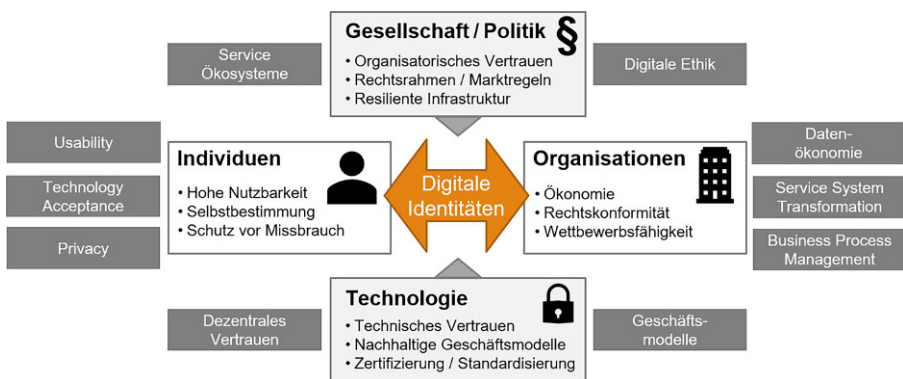 Gesellschaft / Politik
§
• Organisatorisches Vertrauen
• Rechtsrahmen / Marktregeln
• Resiliente Infrastruktur
Service
Ökosysteme
Digitale Ethik
Usability
Technology
Acceptance
Privacy
Individuen
• Hohe Nutzbarkeit
• Selbstbestimmung
• Schutz vor Missbrauch
Digitale
Identitäten
Organisationen
• Ökonomie
• Rechtskonformität
• Wettbewerbsfähigkeit
Daten-
ökonomie
Service System
Transformation
Business Process
Management
Technologie
• Technisches Vertrauen
• Nachhaltige Geschäftsmodelle
• Zertifizierung / Standardisierung
Dezentrales
Vertrauen
Geschäfts-
modelle